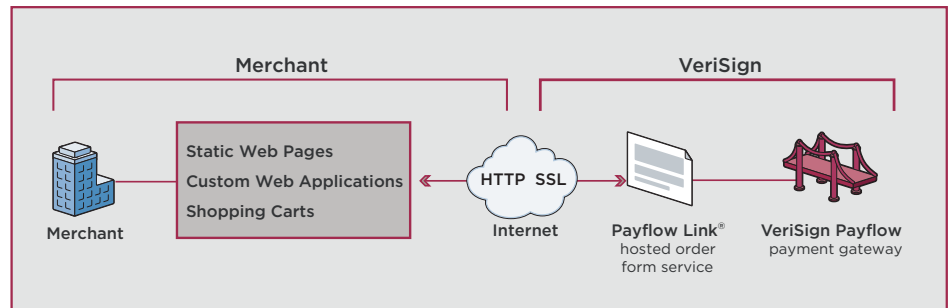 Merchant
VeriSign
Static Web Pages
Custom Web Applications
Shopping Carts
HTTP SSL
Merchant
Internet
Payflow Link®
hosted order
form service
VeriSign Payflow
payment gateway